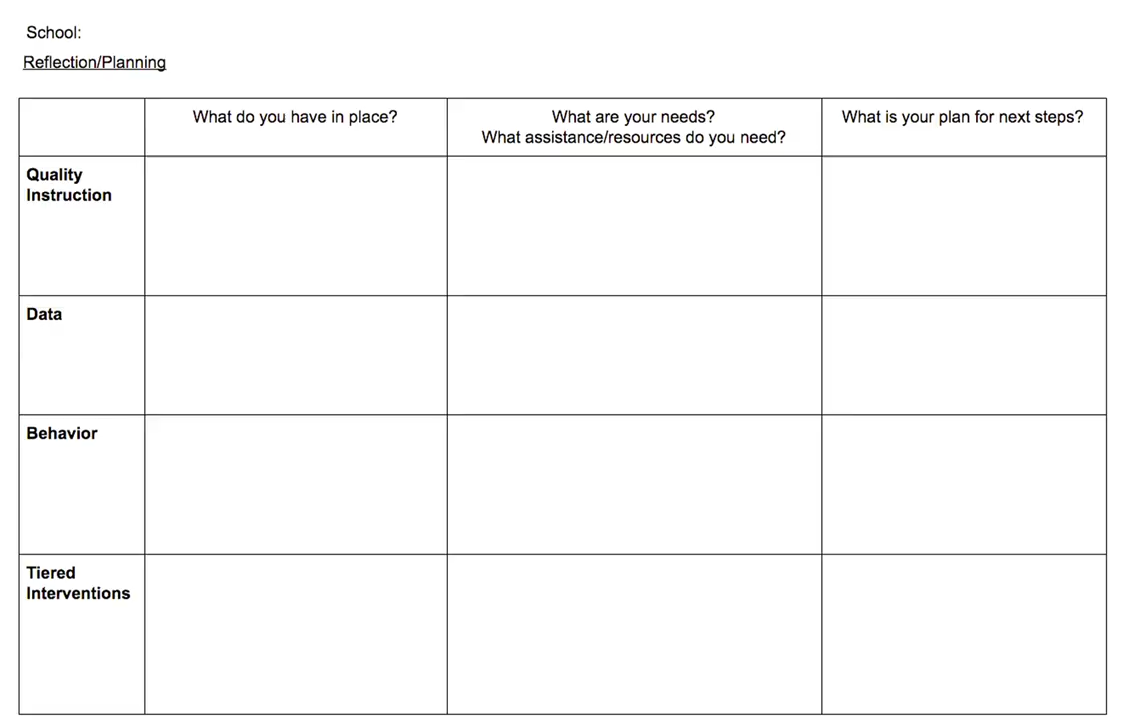 School:
Reflection/Planning
What do you have in place?
What are your needs?
What assistance/resources do you need?
What is your plan for next steps?
Quality
Instruction
Data
Behavior
Tiered
Interventions